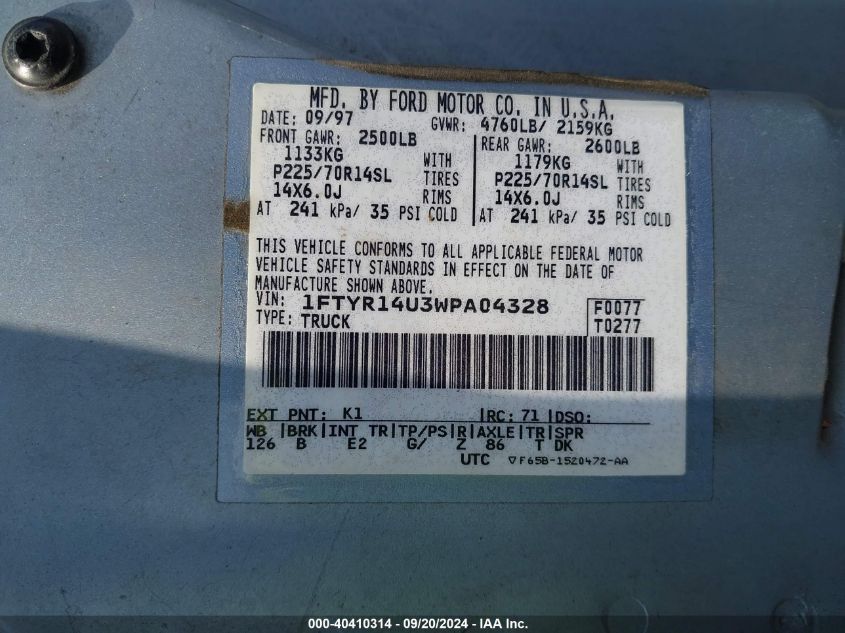 MFD. BY FORD MOTOR CO. IN U.S.A.
DATE: 09/97 GVWR: 4760LB/ 2159KG
FRONT GAWR: 2500LB REAR GAWR: 2600LB
1133KG WITH 1179KG WITH
P225/70R14SL TIRES P225/70R14SL TIRES
14X6.0J RIMS 14X6.0J RIMS
AT 241 kPa/ 35 PSI COLD AT 241 kPa/ 35 PSI COLD
THIS VEHICLE CONFORMS TO ALL APPLICABLE FEDERAL MOTOR
VEHICLE SAFETY STANDARDS IN EFFECT ON THE DATE OF
MANUFACTURE SHOWN ABOVE.
VIN: 1FTYR14U3WPA04328 F0077
TYPE: TRUCK T0277
EXT PNT: K1 |RC: 71 |DSO:
WB |BRK|INT TR|TP/PS|R|AXLE|TR|SPR
126 B E2 G/ Z 86 T DK
UTC ▽F65B-1520472-AA
000-40410314 - 09/20/2024 - IAA Inc.